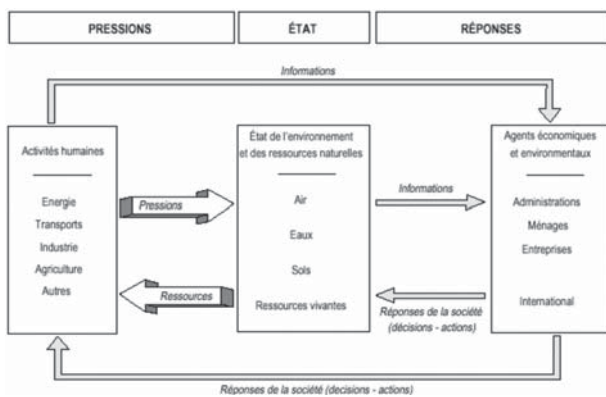 PRESSIONS
ÉTAT
RÉPONSES
Informations
Activités humaines
Energie
Transports
Industrie
Agriculture
Autres
Pressions
Ressources
État de l'environnement
et des ressources naturelles
Air
Eaux
Sols
Ressources vivantes
Informations
Réponses de la société
(décisions - actions)
Agents économiques
et environmentaux
Administrations
Ménages
Entreprises
International
Réponses de la société (decisions - actions)